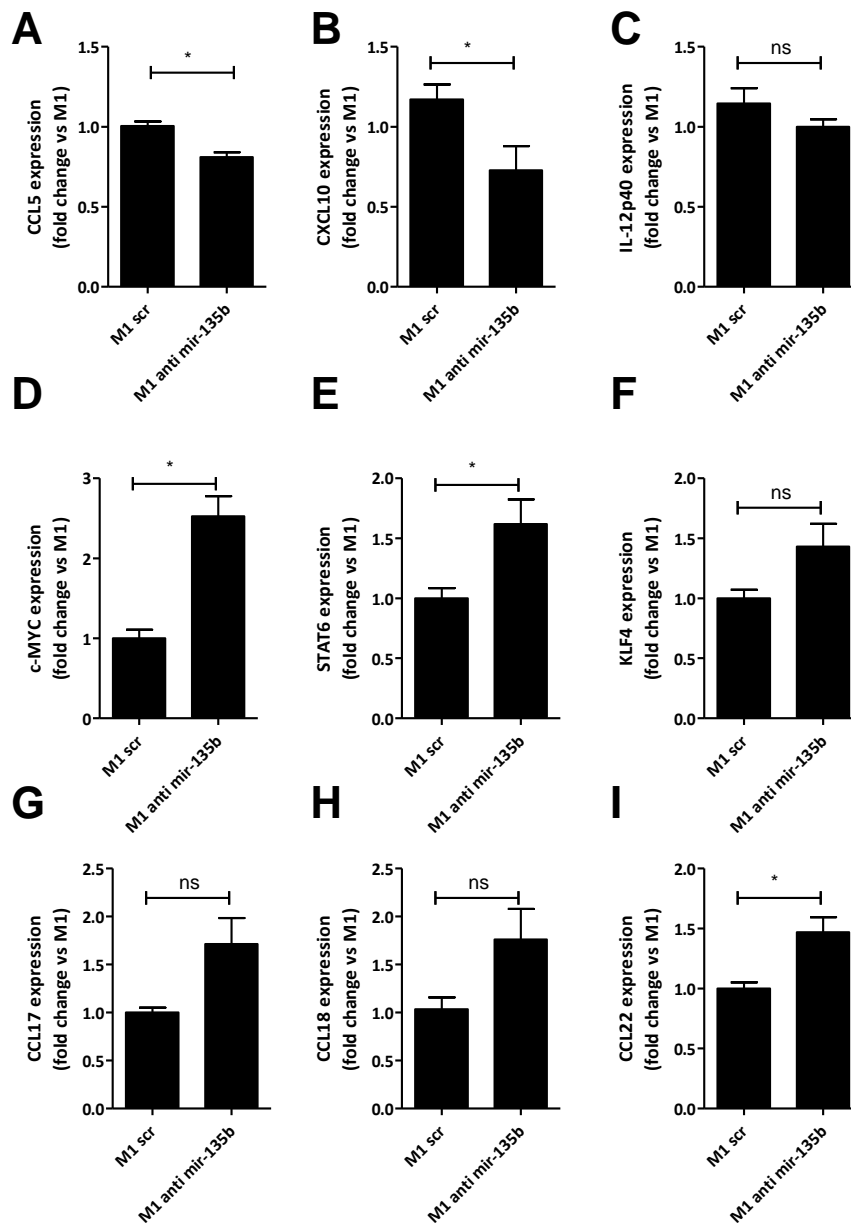 A
CCL5 expression
(fold change vs M1)
1.5
1.0
0.5
0.0
*
M1 scr
M1 anti mir-135b
B
CXCL10 expression
(fold change vs M1)
1.5
1.0
0.5
0.0
*
M1 scr
M1 anti mir-135b
C
IL-12p40 expression
(fold change vs M1)
1.5
1.0
0.5
0.0
ns
M1 scr
M1 anti mir-135b
D
c-MYC expression
(fold change vs M1)
3
2
1
0
*
M1 scr
M1 anti mir-135b
E
STAT6 expression
(fold change vs M1)
2.0
1.5
1.0
0.5
0.0
*
M1 scr
M1 anti mir-135b
F
KLF4 expression
(fold change vs M1)
2.0
1.5
1.0
0.5
0.0
ns
M1 scr
M1 anti mir-135b
G
CCL17 expression
(fold change vs M1)
2.5
2.0
1.5
1.0
0.5
0.0
ns
M1 scr
M1 anti mir-135b
H
CCL18 expression
(fold change vs M1)
2.5
2.0
1.5
1.0
0.5
0.0
ns
M1 scr
M1 anti mir-135b
I
CCL22 expression
(fold change vs M1)
2.0
1.5
1.0
0.5
0.0
*
M1 scr
M1 anti mir-135b